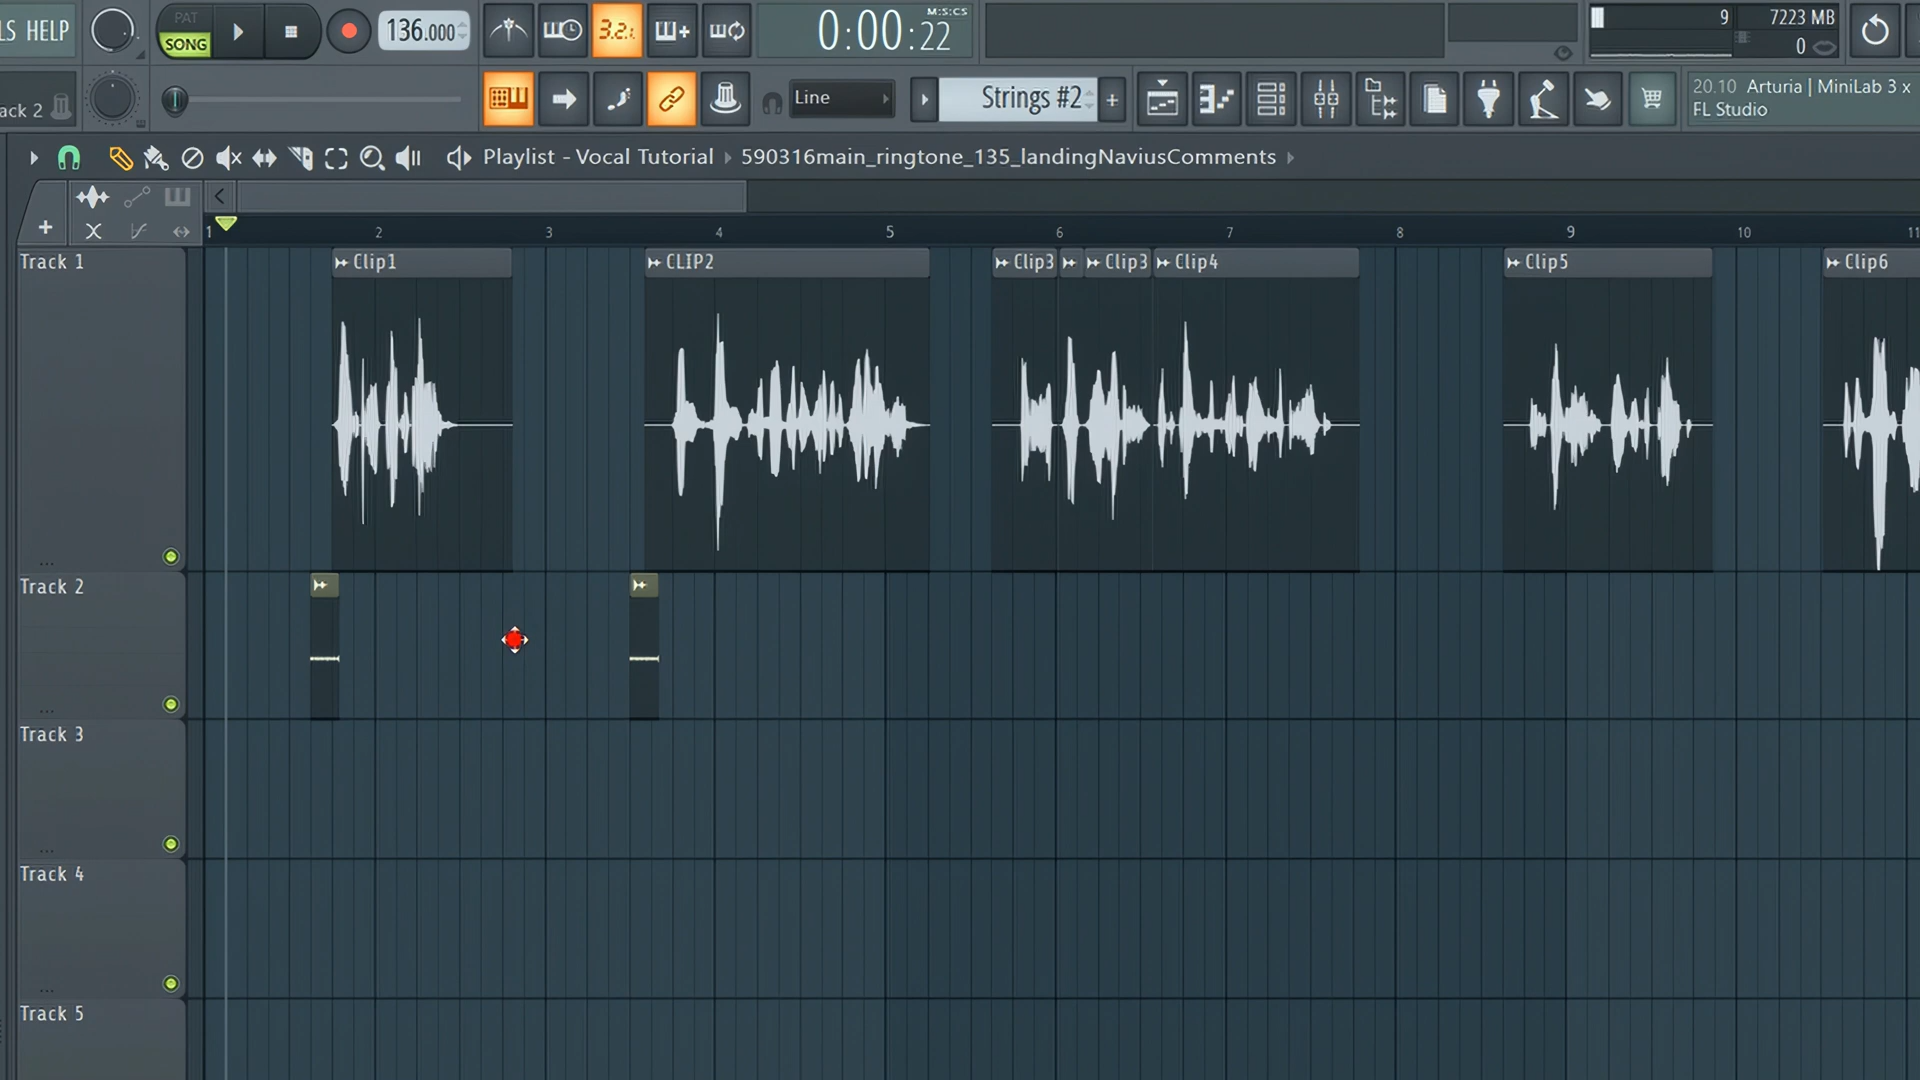 LS HELP
PAT
SONG
136.000
3.2.
M:S:CS
0:00:22
9
7223 MB
0
ack 2
Line
Strings #2
20.10 Arturia | MiniLab 3 x
FL Studio
Playlist - Vocal Tutorial 590316main_ringtone_135_landingNaviusComments
1 2 3 4 5 6 7 8 9 10 11
Track 1
Clip1
CLIP2
Clip3
Clip3
Clip4
Clip5
Clip6
Track 2
Track 3
Track 4
Track 5